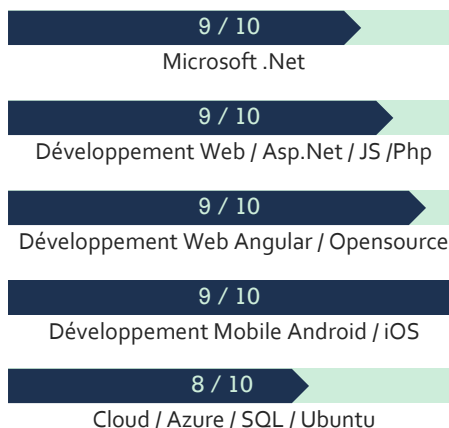 9 / 10
Microsoft .Net
9 / 10
Développement Web / Asp.Net / JS /Php
9 / 10
Développement Web Angular / Opensource
9 / 10
Développement Mobile Android / iOS
8 / 10
Cloud / Azure / SQL / Ubuntu